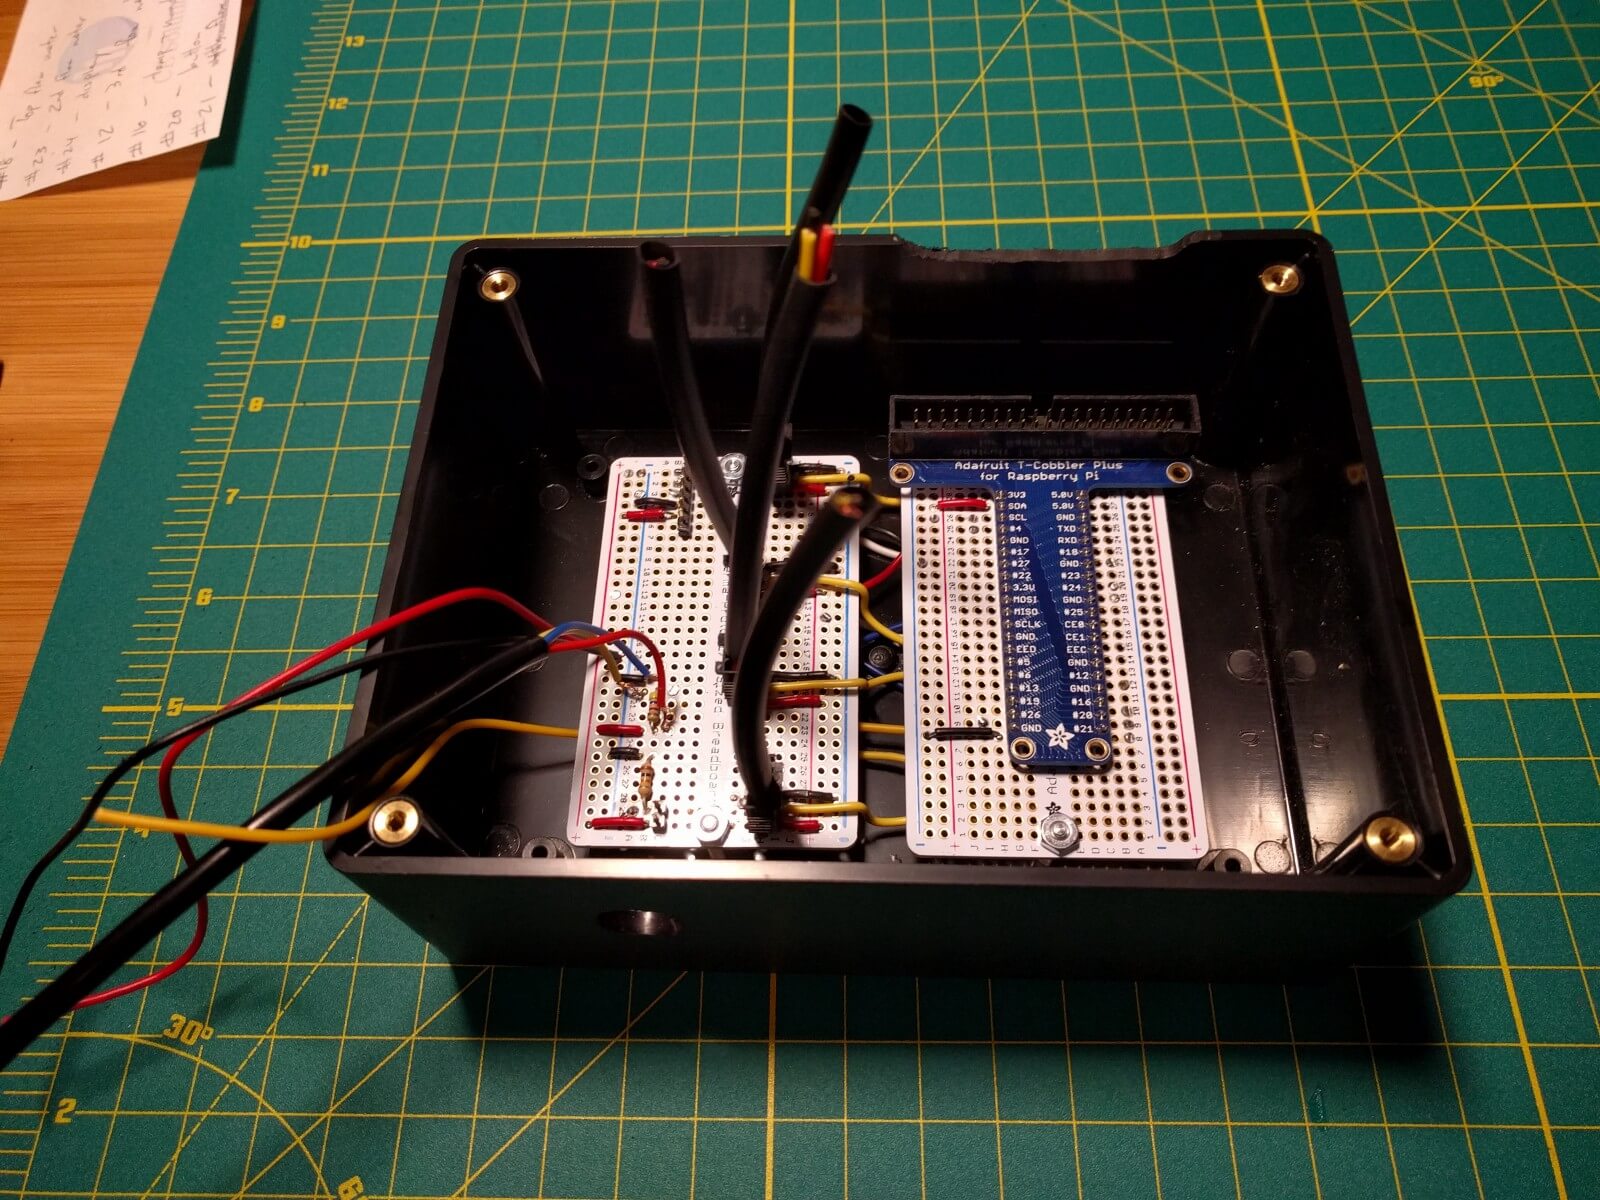 #18 - Top flow meter
#23 - 2nd flow meter
#24 - display
#12 - 3rd flow
#16 -
#20 - button
#21 -
13
12
11
10
9
8
7
6
5
4
2
30°
90°
Adafruit T-Cobbler Plus
for Raspberry Pi
3V3 5.0V
SDA 5.0V
SCL GND
#4 TXD
GND RXD
#17 #18
#27 GND
#22 #23
3.3V #24
MOSI GND
MISO #25
SCLK CE0
GND CE1
EED EEC
#5 GND
#6 #12
#13 GND
#19 #16
#26 #20
GND #21